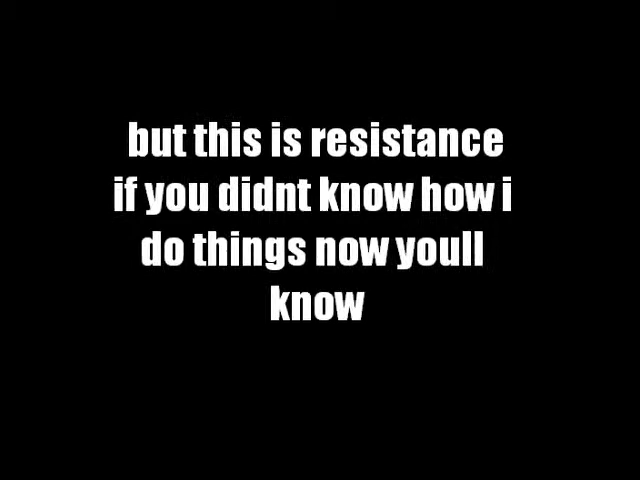 but this is resistance
if you didnt know how i
do things now youll
know